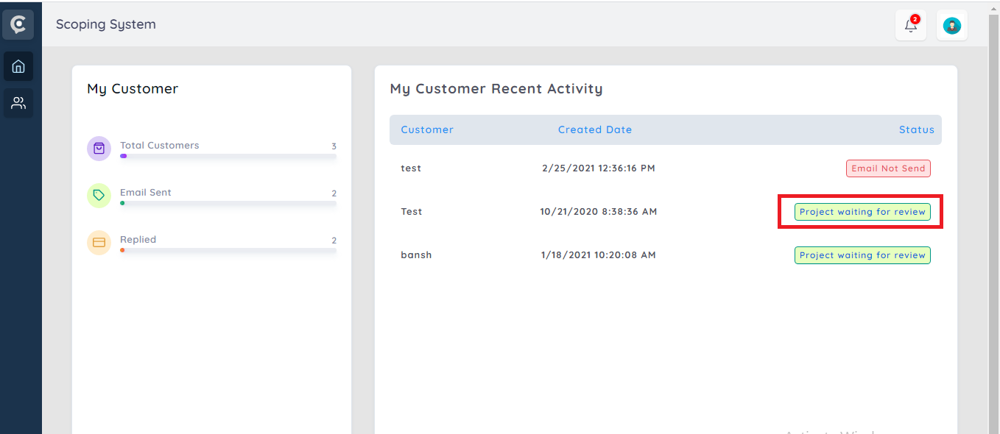 Scoping System
2
My Customer
Total Customers 3
Email Sent 2
Replied 2
My Customer Recent Activity
Customer Created Date Status
test 2/25/2021 12:36:16 PM Email Not Send
Test 10/21/2020 8:38:36 AM Project waiting for review
bansh 1/18/2021 10:20:08 AM Project waiting for review